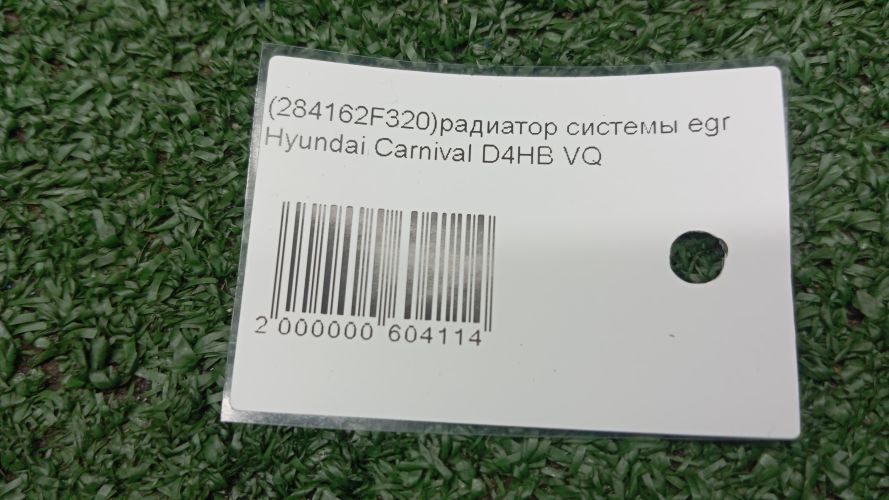 (284162F320)радиатор системы egr
Hyundai Carnival D4HB VQ
2 000000 604114